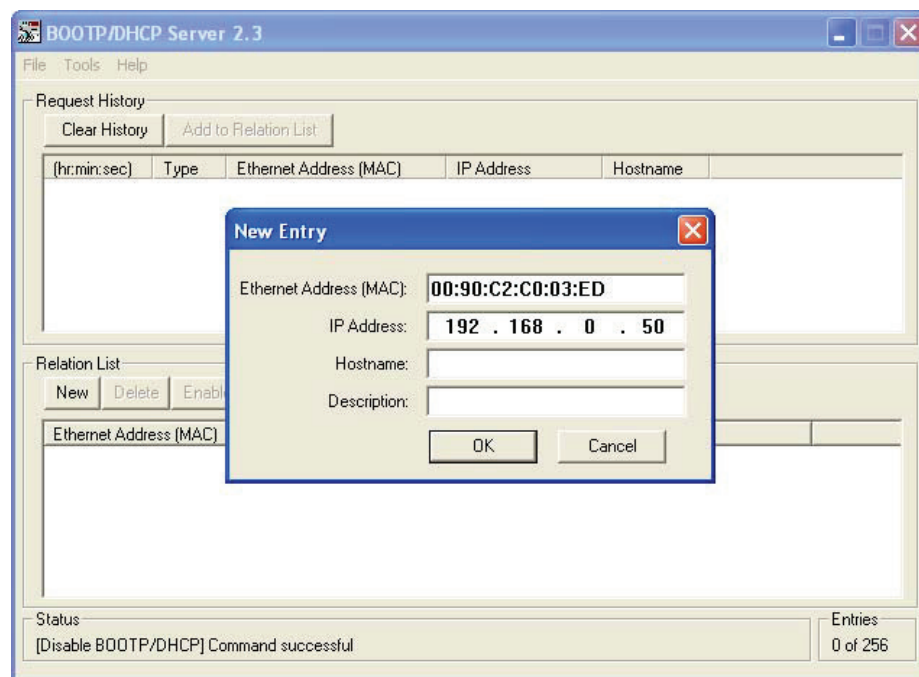 BOOTP/DHCP Server 2.3
File Tools Help
Request History
Clear History Add to Relation List
(hr:min:sec) Type Ethernet Address (MAC) IP Address Hostname
New Entry
Ethernet Address (MAC): 00:90:C2:C0:03:ED
IP Address: 192 . 168 . 0 . 50
Hostname:
Description:
OK Cancel
Relation List
New Delete
Ethernet Address (MAC)
Status
[Disable BOOTP/DHCP] Command successful
Entries
0 of 256